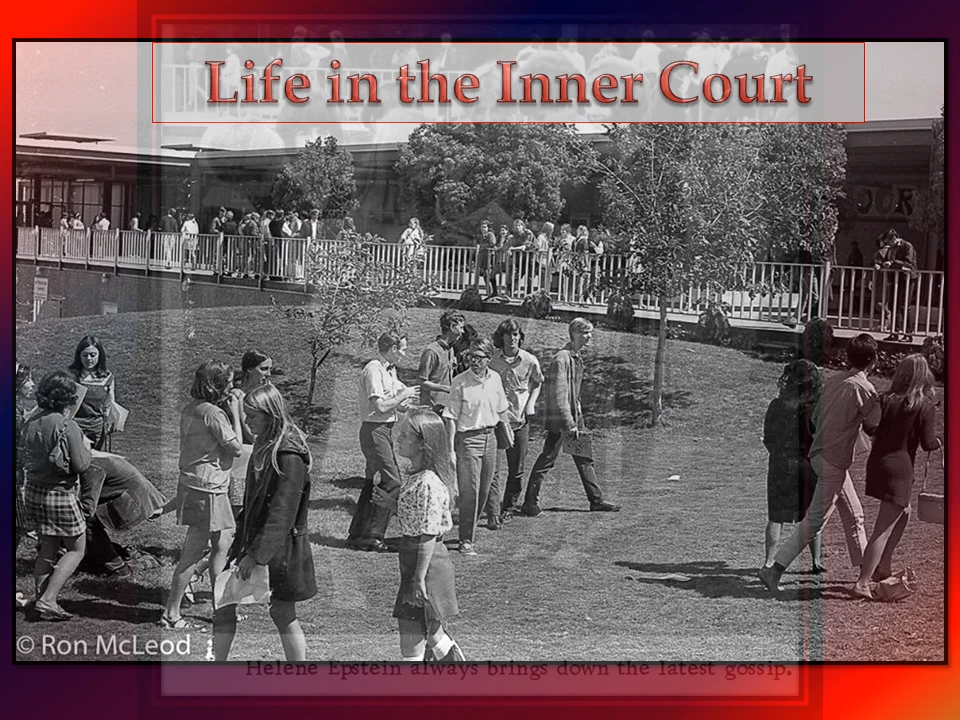 Life in the Inner Court
© Ron McLeod
Helene Epstein always brings down the latest gossip.